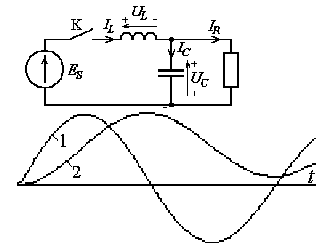 K
I_L
+ U_L -
I_R
I_C
E_S
+
U_C
-
1
2
t